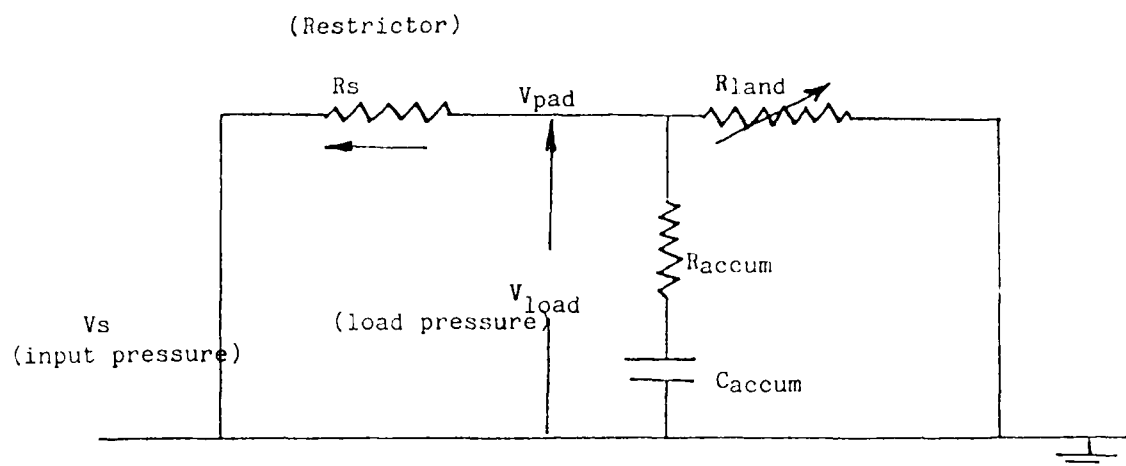 (Restrictor)
Rs
Vpad
Rland
Raccum
Vload
(load pressure)
Vs
(input pressure)
Caccum